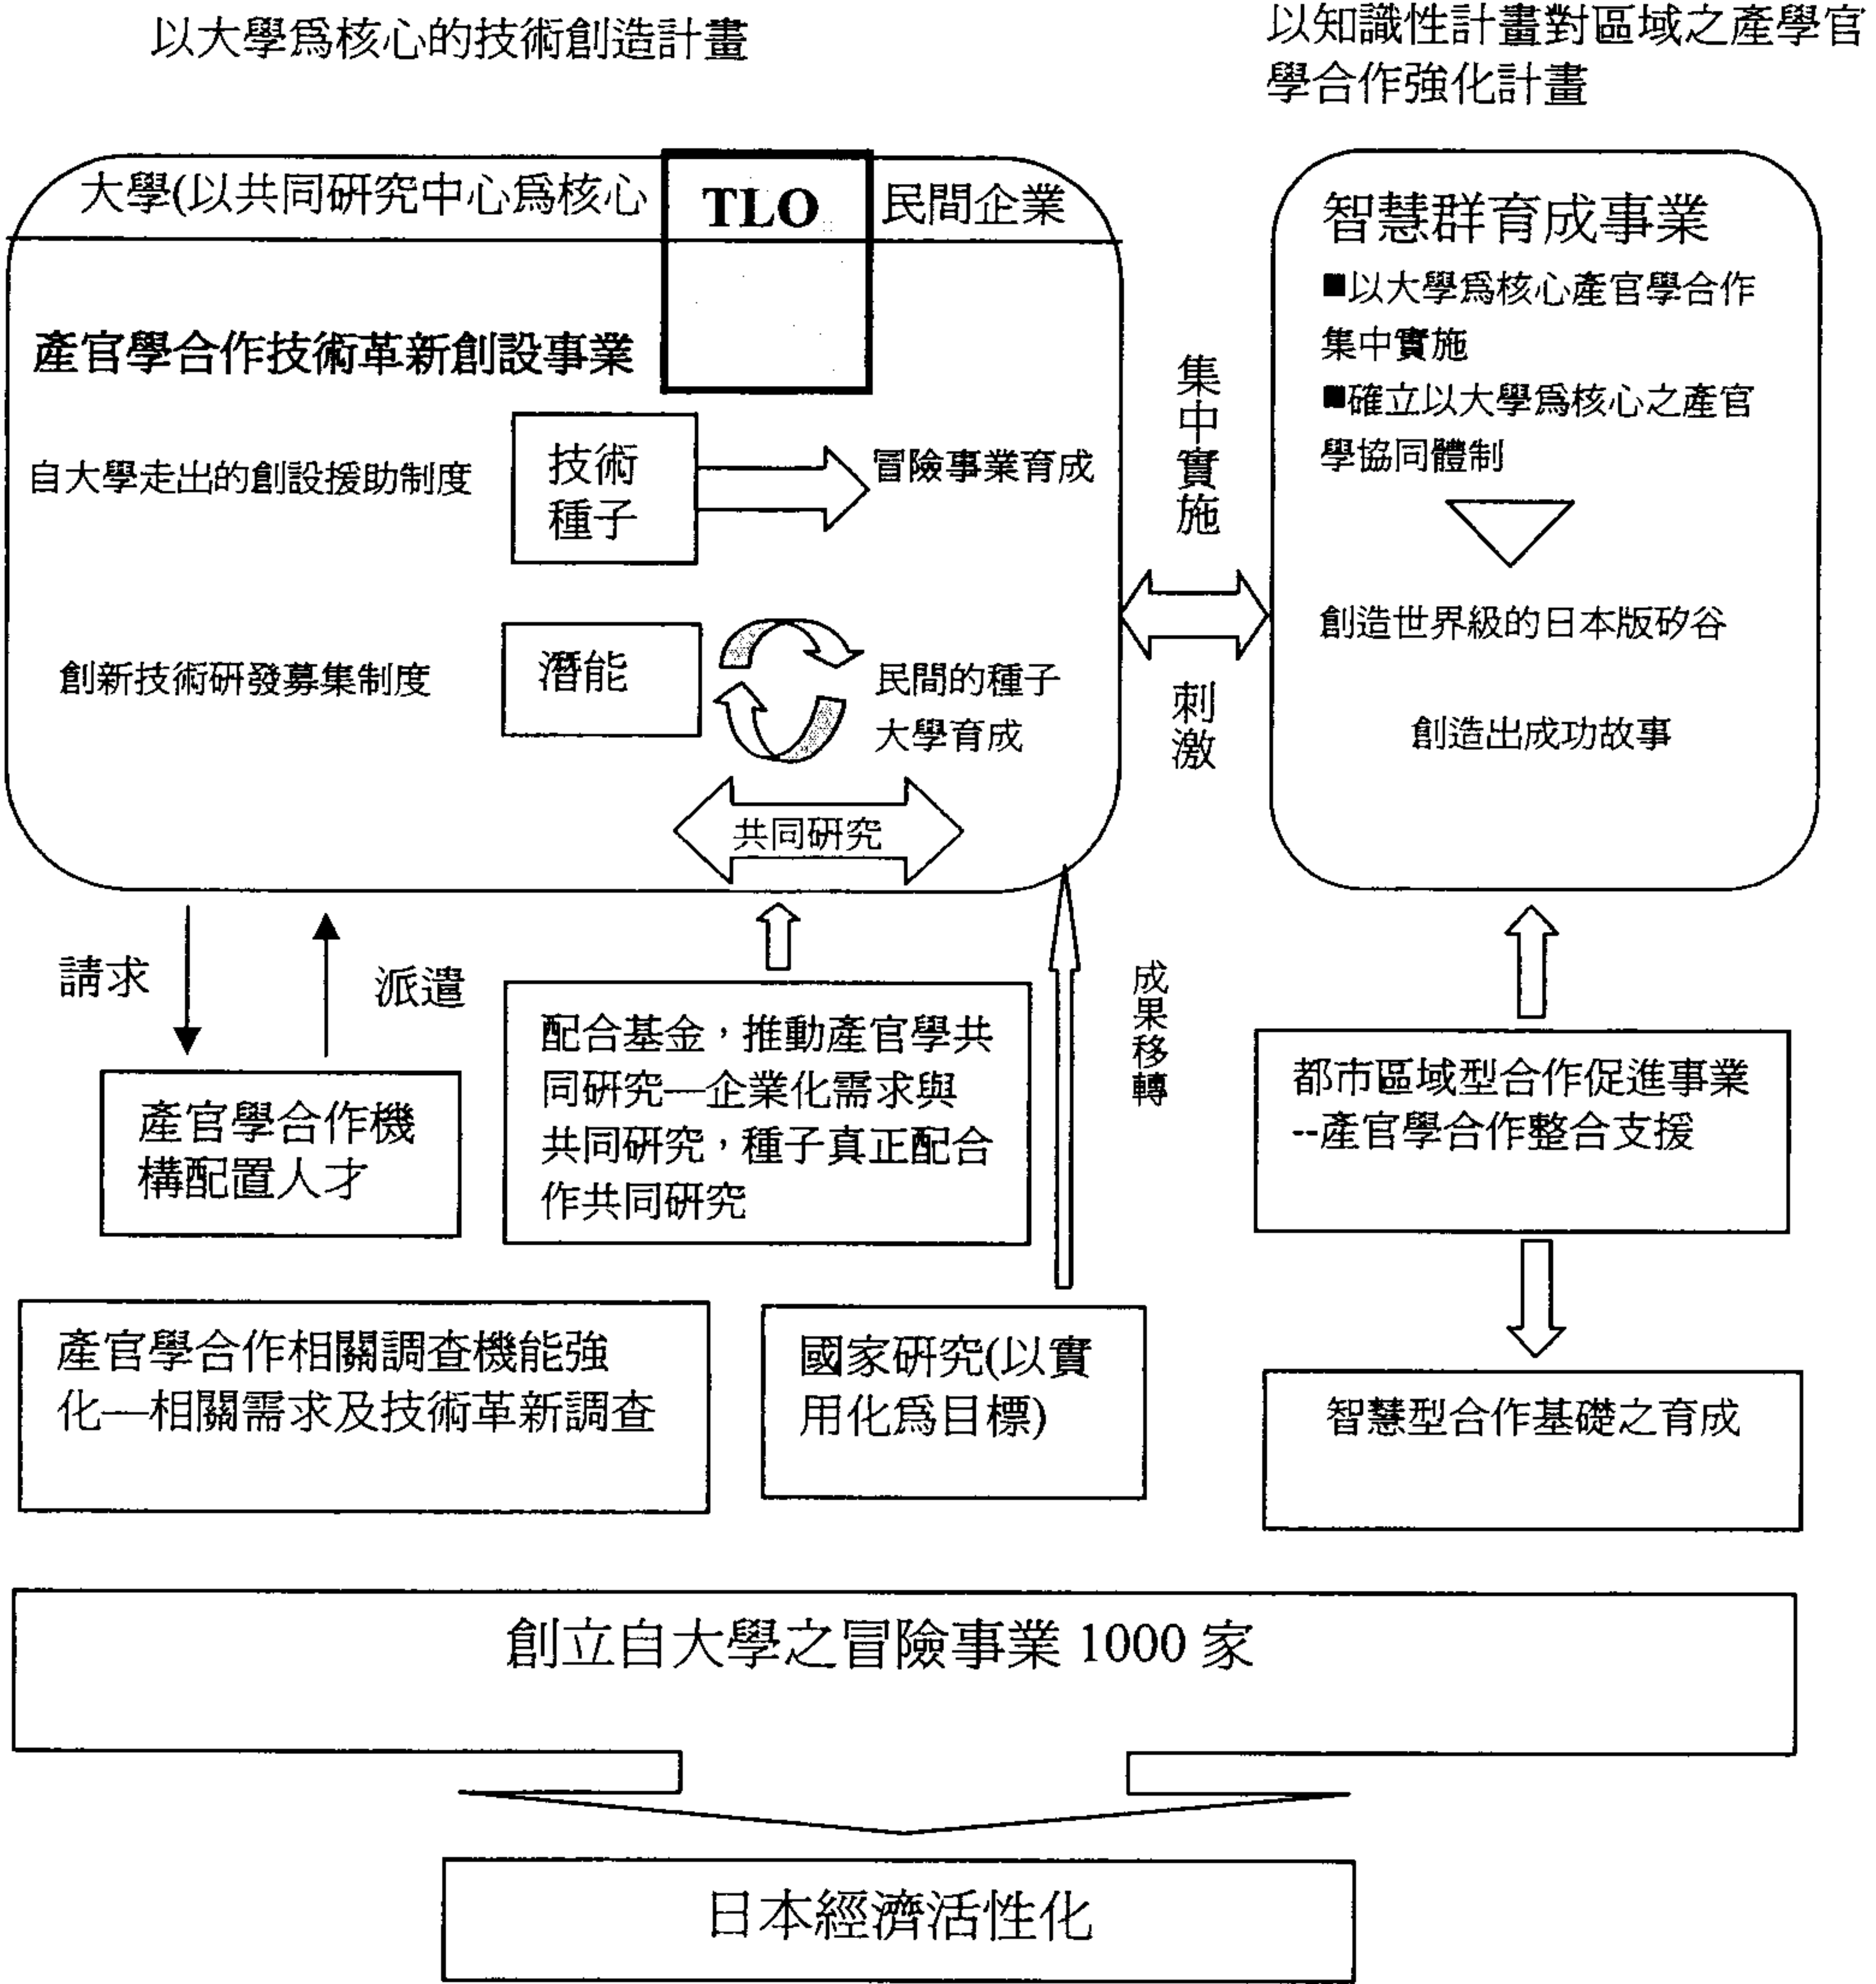 以大學爲核心的技術創造計畫
以知識性計畫對區域之產學官
學合作強化計畫
大學(以共同研究中心爲核心
TLO
民間企業
產官學合作技術革新創設事業
自大學走出的創設援助制度
技術
種子
冒險事業育成
創新技術研發募集制度
潛能
民間的種子
大學育成
共同研究
集中實施
刺激
智慧群育成事業
■以大學爲核心產官學合作
集中實施
■確立以大學爲核心之產官
學協同體制
創造世界級的日本版矽谷
創造出成功故事
請求
派遣
成果移轉
產官學合作機
構配置人才
配合基金，推動產官學共
同研究—企業化需求與
共同研究，種子真正配合
作共同研究
都市區域型合作促進事業
--產官學合作整合支援
產官學合作相關調查機能強
化—相關需求及技術革新調查
國家研究(以實
用化爲目標)
智慧型合作基礎之育成
創立自大學之冒險事業 1000 家
日本經濟活性化